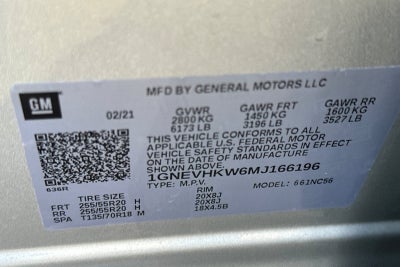 GM
MFD BY GENERAL MOTORS LLC
02/21 GVWR GAWR FRT GAWR RR
2800 KG 1450 KG 1600 KG
6173 LB 3196 LB 3527 LB
THIS VEHICLE CONFORMS TO ALL
APPLICABLE U.S. FEDERAL MOTOR
VEHICLE SAFETY STANDARDS IN EFFECT
ON THE DATE OF MANUFACTURE
SHOWN ABOVE.
636R
1GNEVHKW6MJ166196
TYPE: M.P.V. MODEL: 661NC56
TIRE SIZE RIM
FRT 255/55R20 H 20X8J
RR 255/55R20 H 20X8J
SPA T135/70R18 M 18X4.5B